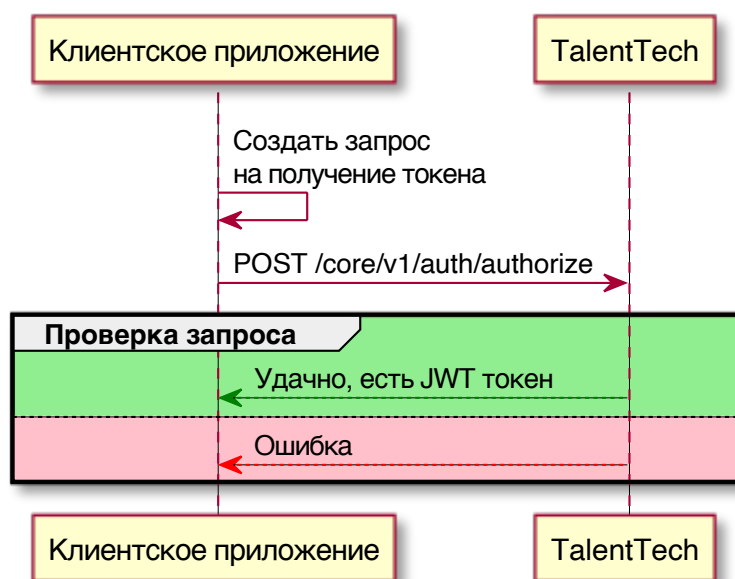 Клиентское приложение
TalentTech
Создать запрос
на получение токена
POST /core/v1/auth/authorize
Проверка запроса
Удачно, есть JWT токен
Ошибка
Клиентское приложение
TalentTech